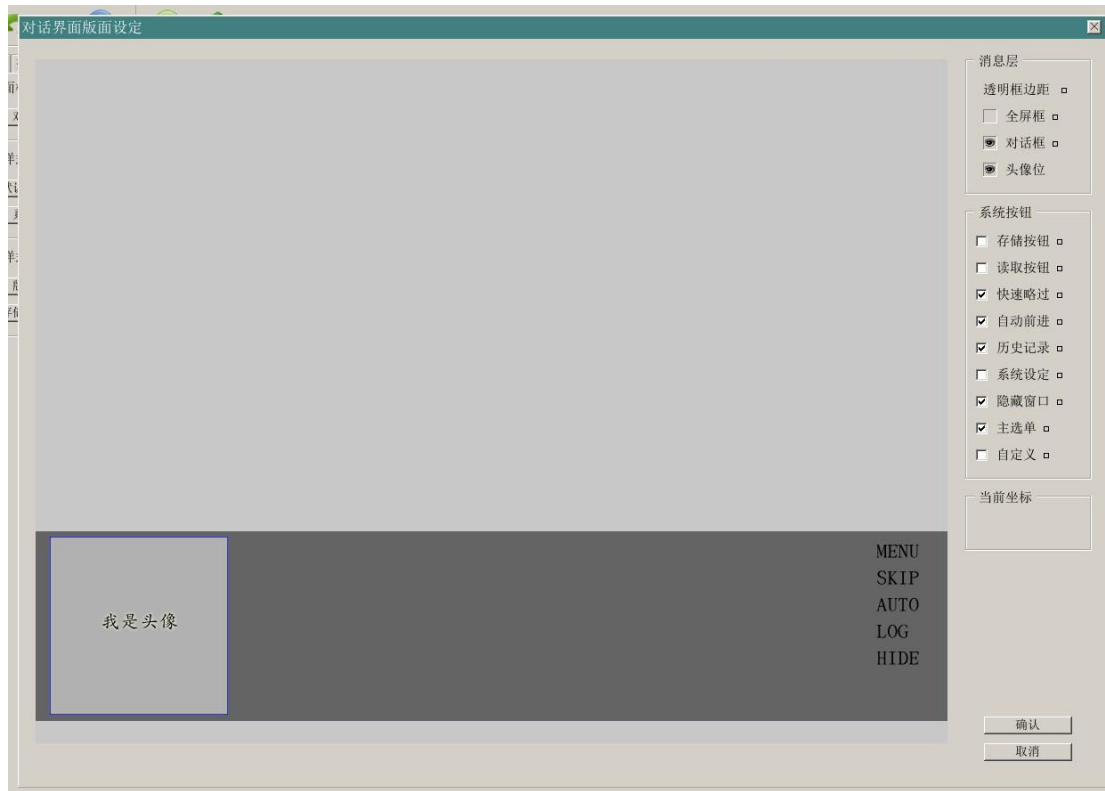 对话界面版面设定
消息层
透明框边距
全屏框
对话框
头像位
系统按钮
存储按钮
读取按钮
快速略过
自动前进
历史记录
系统设定
隐藏窗口
主选单
自定义
当前坐标
我是头像
MENU
SKIP
AUTO
LOG
HIDE
确认
取消